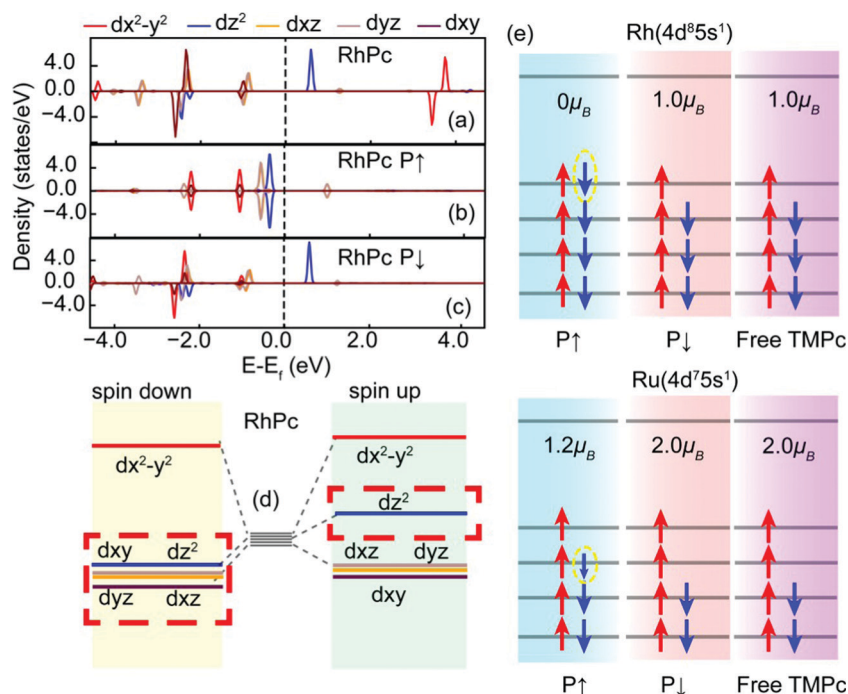 dx²-y² dz² dxz dyz dxy
Density (states/eV)
4.0
0.0
−4.0
RhPc
(a)
4.0
0.0
−4.0
RhPc P↑
(b)
4.0
0.0
−4.0
RhPc P↓
(c)
−4.0 −2.0 0.0 2.0 4.0
E-E_f (eV)
spin down
spin up
RhPc
(d)
dx²-y²
dxy dz²
dyz dxz
dx²-y²
dz²
dxz dyz
dxy
(e)
Rh(4d⁸5s¹)
0μ_B 1.0μ_B 1.0μ_B
P↑ P↓ Free TMPc
Ru(4d⁷5s¹)
1.2μ_B 2.0μ_B 2.0μ_B
P↑ P↓ Free TMPc